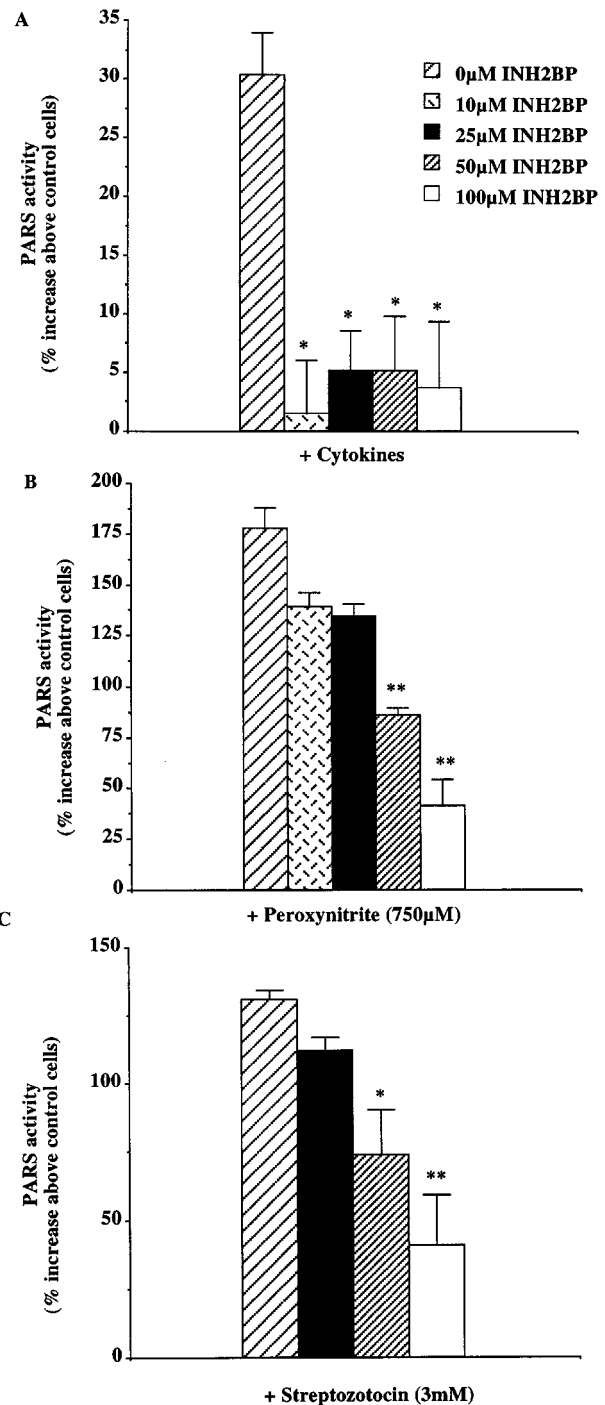 A
35
30
25
20
15
10
5
0
PARS activity
(% increase above control cells)
0µM INH2BP
10µM INH2BP
25µM INH2BP
50µM INH2BP
100µM INH2BP
*
*
*
*
+ Cytokines
B
200
175
150
125
100
75
50
25
0
PARS activity
(% increase above control cells)
**
**
+ Peroxynitrite (750µM)
C
150
100
50
0
PARS activity
(% increase above control cells)
*
**
+ Streptozotocin (3mM)